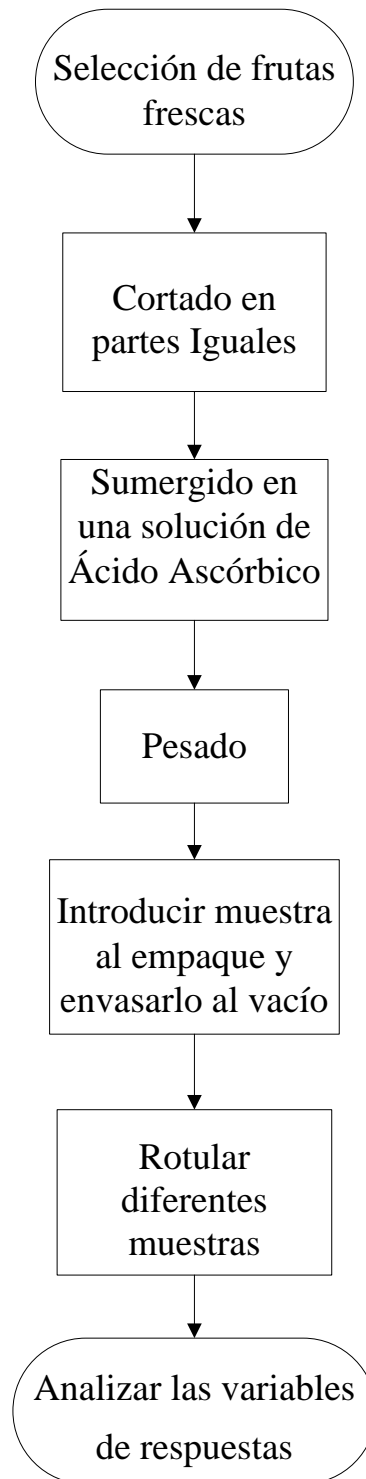 Selección de frutas
frescas
Cortado en
partes Iguales
Sumergido en
una solución de
Ácido Ascórbico
Pesado
Introducir muestra
al empaque y
envasarlo al vacío
Rotular
diferentes
muestras
Analizar las variables
de respuestas